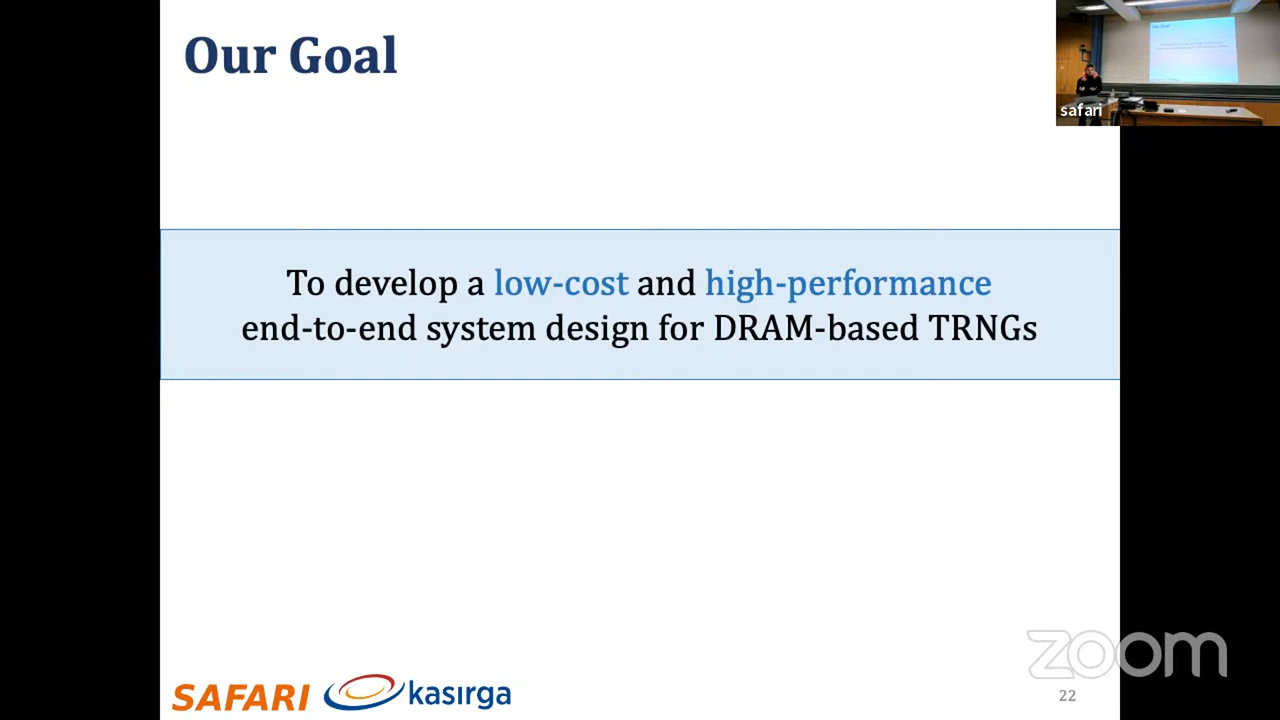 Our Goal
safari
To develop a low-cost and high-performance
end-to-end system design for DRAM-based TRNGs
zoom
SAFARI kasırga
22